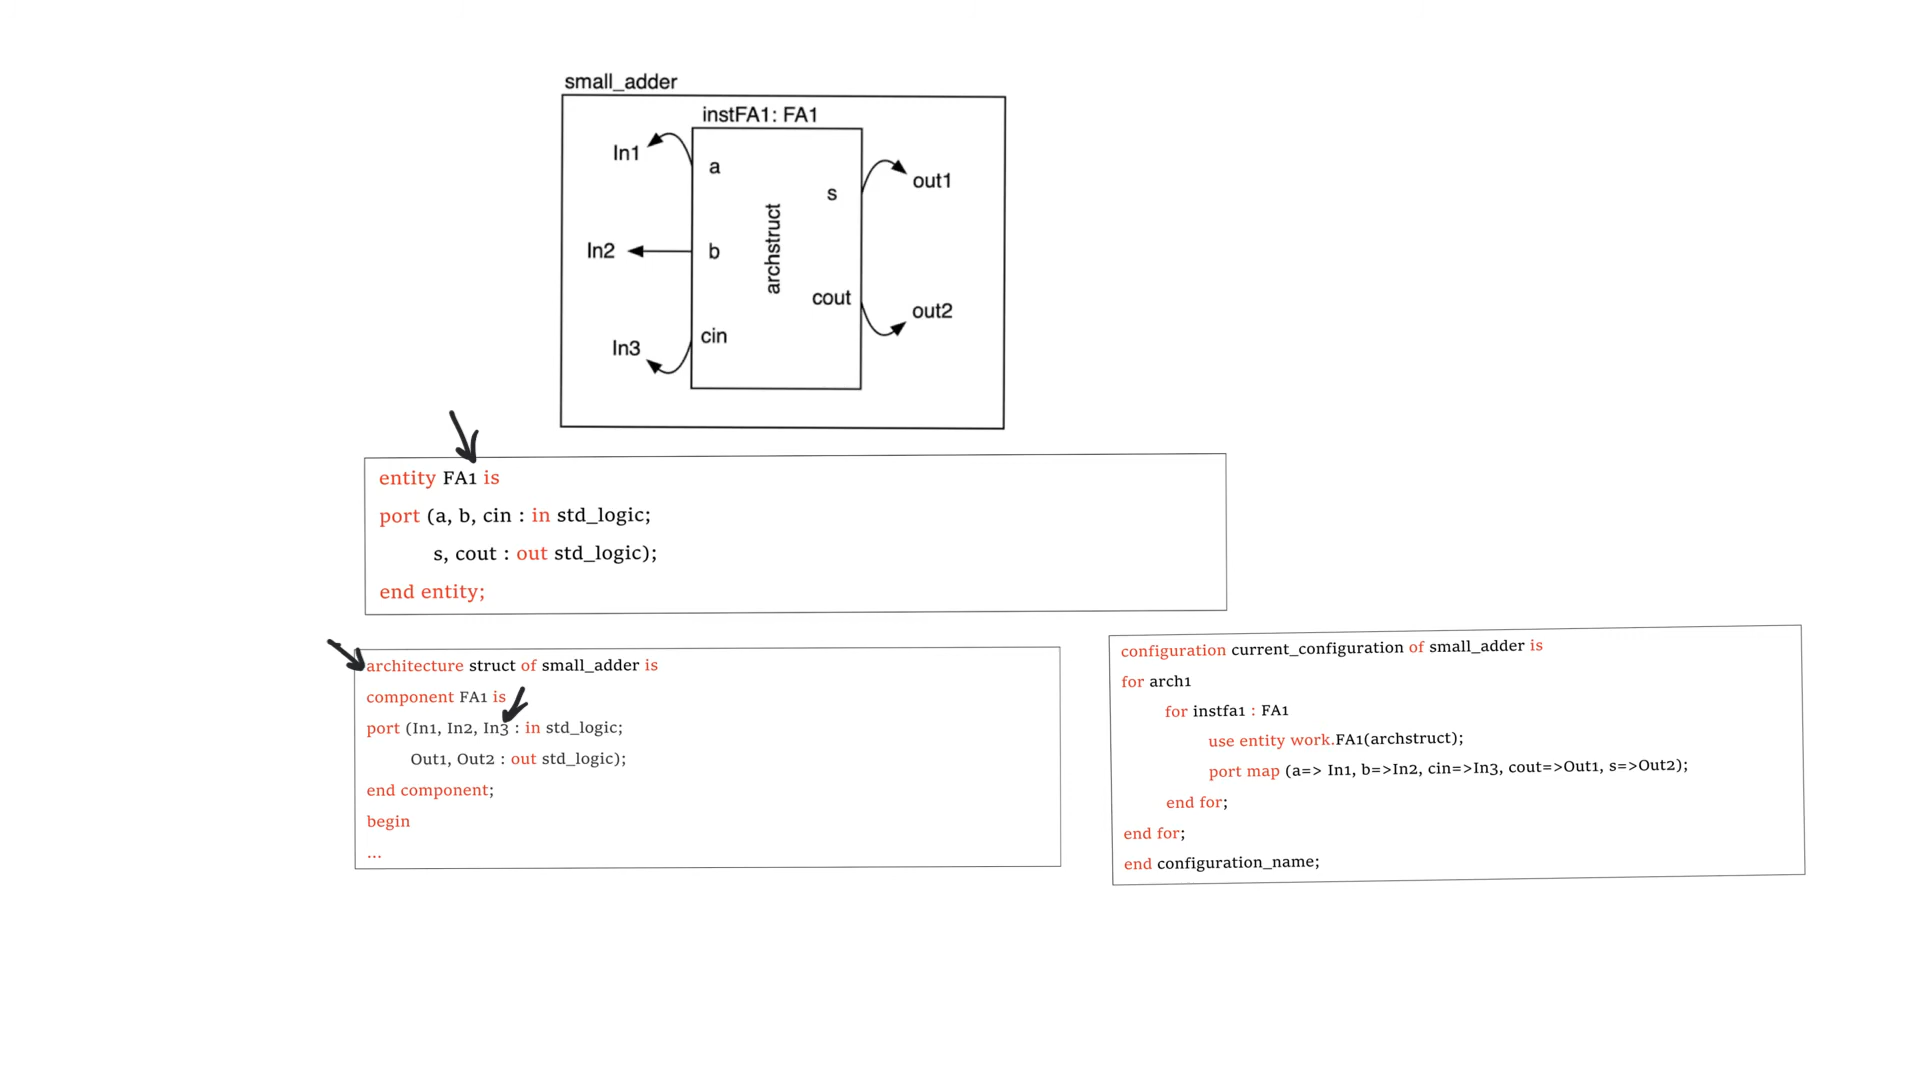 small_adder
instFA1: FA1
In1
a
s
out1
In2
b
archstruct
cout
out2
cin
In3
entity FA1 is
port (a, b, cin : in std_logic;
s, cout : out std_logic);
end entity;
architecture struct of small_adder is
component FA1 is
port (In1, In2, In3 : in std_logic;
Out1, Out2 : out std_logic);
end component;
begin
...
configuration current_configuration of small_adder is
for arch1
for instfa1 : FA1
use entity work.FA1(archstruct);
port map (a=> In1, b=>In2, cin=>In3, cout=>Out1, s=>Out2);
end for;
end for;
end configuration_name;